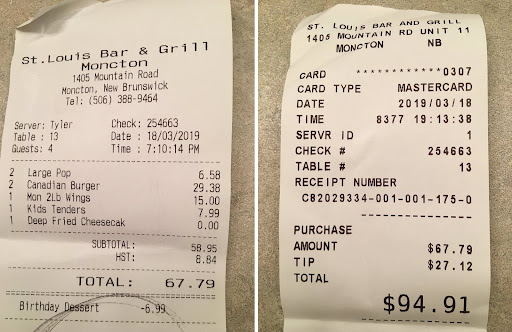 St.Louis Bar & Grill
Moncton
1405 Mountain Road
Moncton, New Brunswick
Tel: (506) 388-9464
Server: Tyler Check: 254663
Table : 13 Date : 18/03/2019
Guests: 4 Time : 7:10:14 PM
2 Large Pop 6.58
2 Canadian Burger 29.38
1 Mon 2Lb Wings 15.00
1 Kids Tenders 7.99
1 Deep Fried Cheesecak 0.00
SUBTOTAL: 58.95
HST: 8.84
TOTAL: 67.79
Birthday Dessert -6.99
ST. LOUIS BAR AND GRILL
1405 MOUNTAIN RD UNIT 11
MONCTON NB
CARD ************0307
CARD TYPE MASTERCARD
DATE 2019/03/18
TIME 8377 19:13:38
SERVR ID 1
CHECK # 254663
TABLE # 13
RECEIPT NUMBER
C82029334-001-001-175-0
PURCHASE
AMOUNT $67.79
TIP $27.12
TOTAL
$94.91